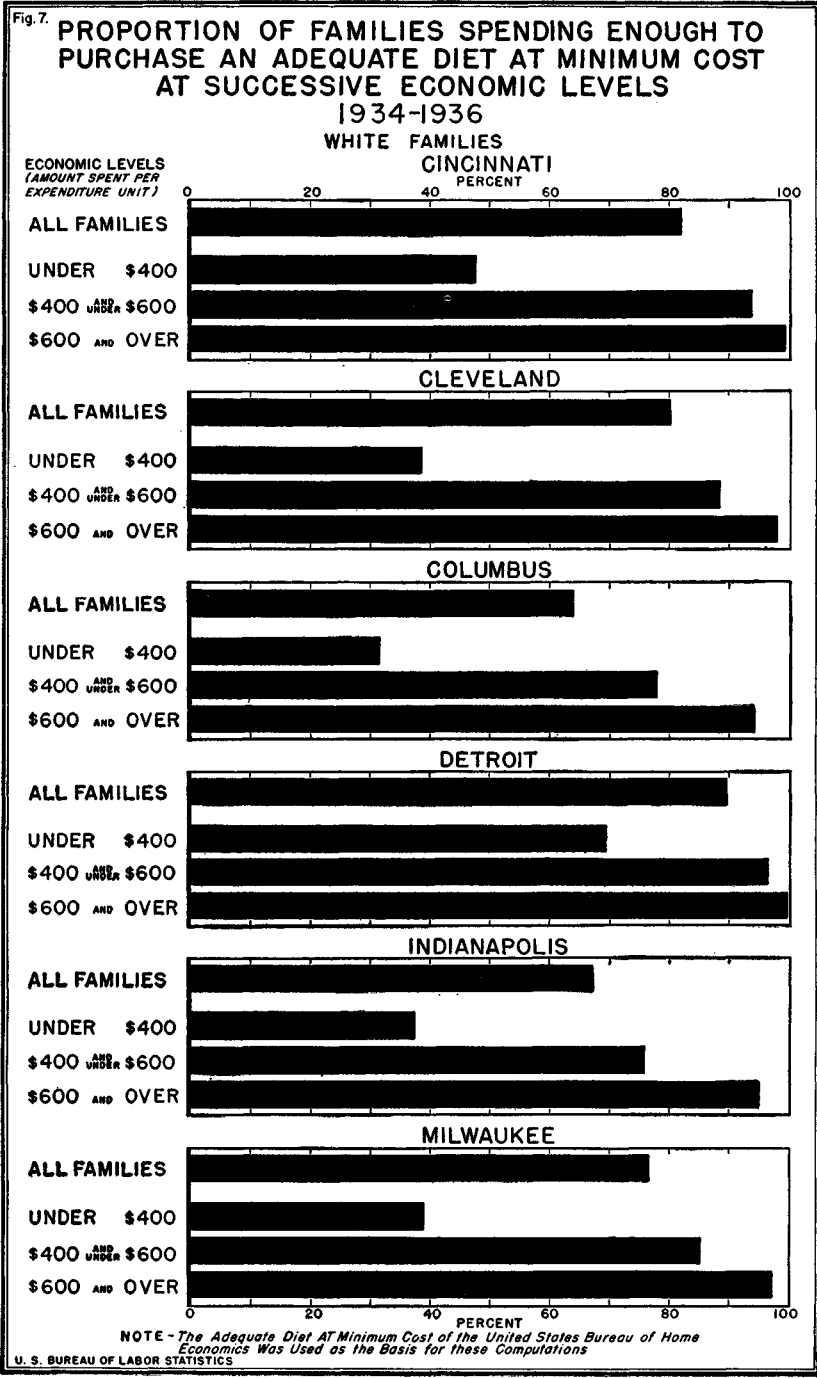 Fig. 7.
PROPORTION OF FAMILIES SPENDING ENOUGH TO
PURCHASE AN ADEQUATE DIET AT MINIMUM COST
AT SUCCESSIVE ECONOMIC LEVELS
1934-1936
WHITE FAMILIES
ECONOMIC LEVELS
(AMOUNT SPENT PER
EXPENDITURE UNIT)
CINCINNATI
PERCENT
0 20 40 60 80 100
ALL FAMILIES
UNDER $400
$400 AND UNDER $600
$600 AND OVER
CLEVELAND
ALL FAMILIES
UNDER $400
$400 AND UNDER $600
$600 AND OVER
COLUMBUS
ALL FAMILIES
UNDER $400
$400 AND UNDER $600
$600 AND OVER
DETROIT
ALL FAMILIES
UNDER $400
$400 AND UNDER $600
$600 AND OVER
INDIANAPOLIS
ALL FAMILIES
UNDER $400
$400 AND UNDER $600
$600 AND OVER
MILWAUKEE
ALL FAMILIES
UNDER $400
$400 AND UNDER $600
$600 AND OVER
0 20 40 60 80 100
PERCENT
NOTE - The Adequate Diet AT Minimum Cost of the United States Bureau of Home
Economics Was Used as the Basis for these Computations
U. S. BUREAU OF LABOR STATISTICS